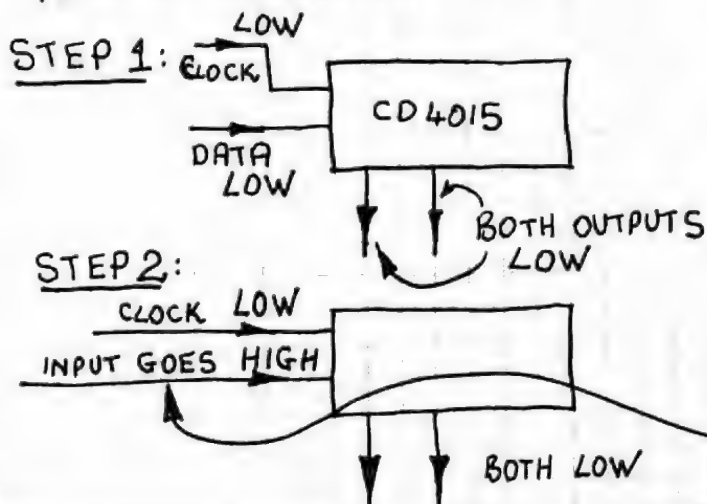 LOW
STEP 1:
CLOCK
CD4015
DATA
LOW
BOTH OUTPUTS
LOW
STEP 2:
CLOCK LOW
INPUT GOES HIGH
BOTH LOW